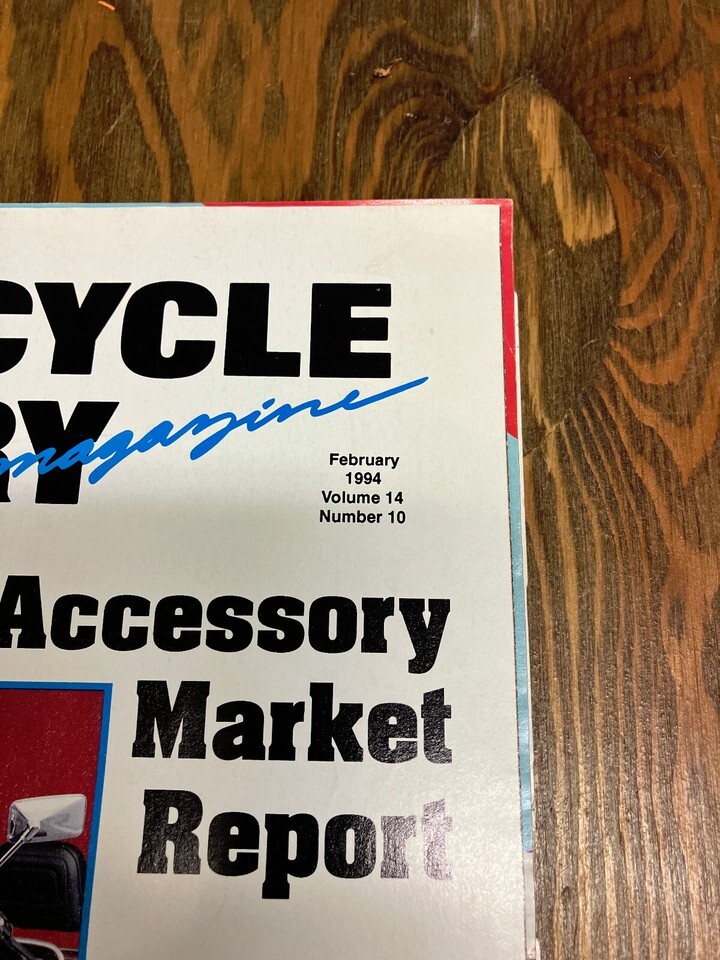 CYCLE
RY
magazine
February
1994
Volume 14
Number 10
Accessory
Market
Report